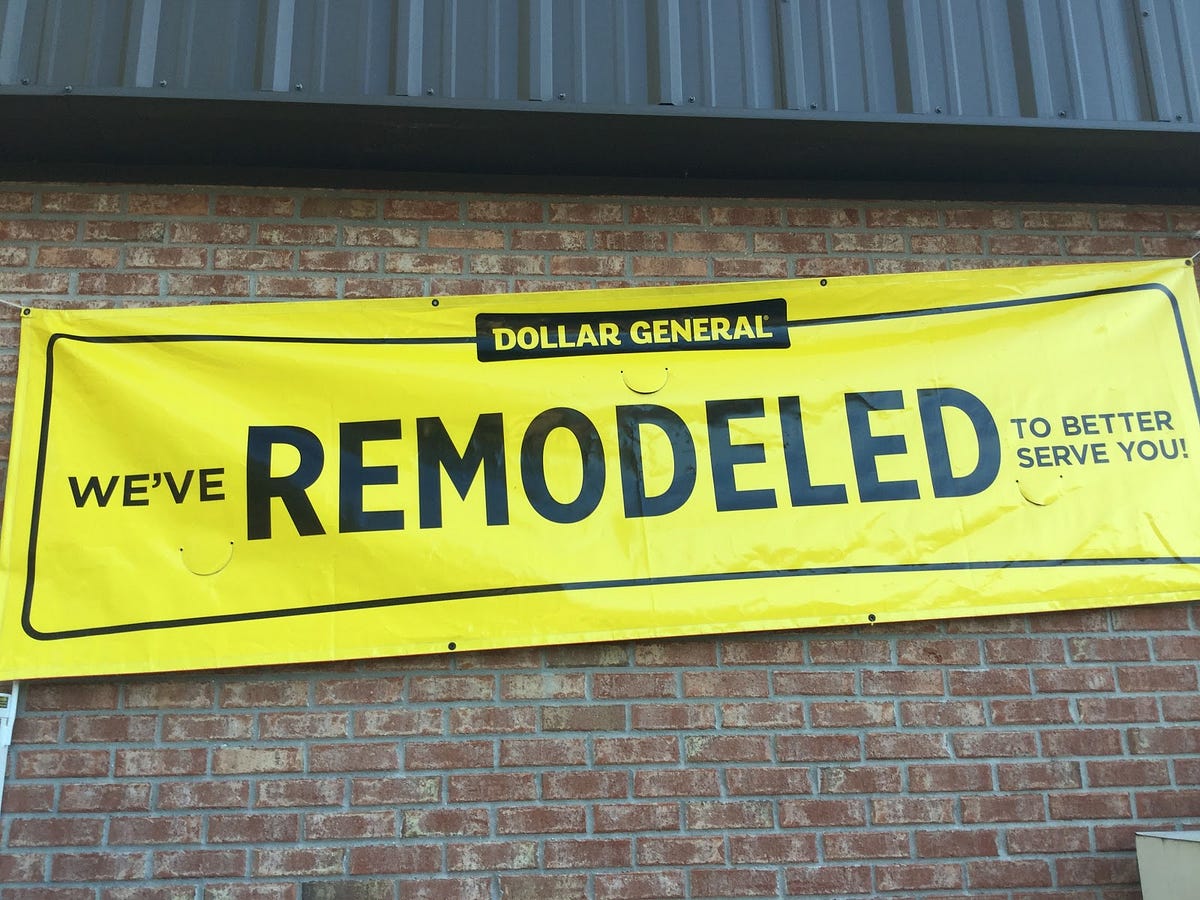 DOLLAR GENERAL
WE'VE REMODELED TO BETTER
SERVE YOU!